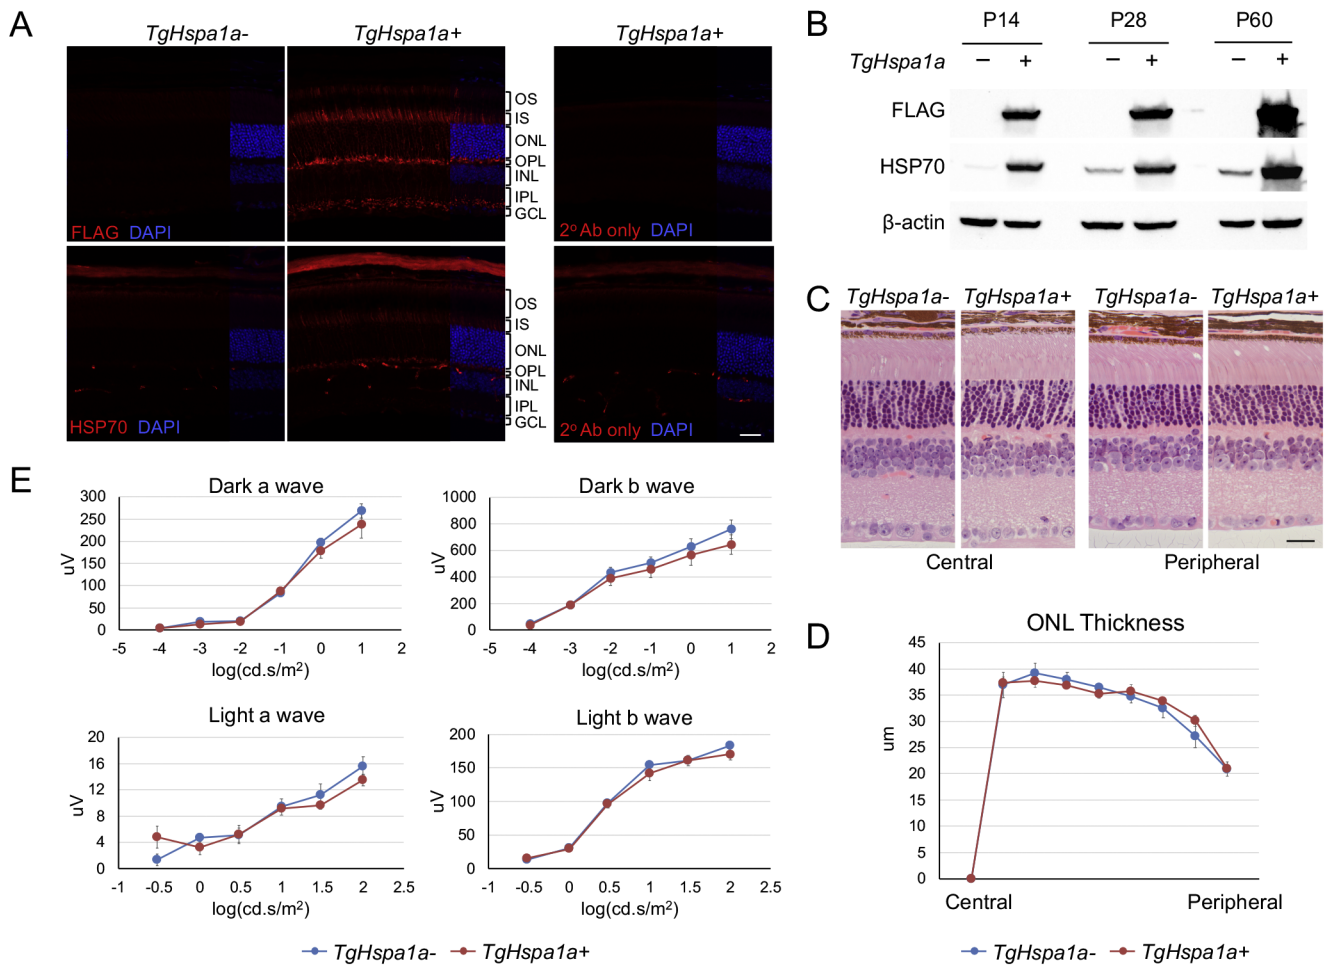 A
TgHspa1a-
TgHspa1a+
TgHspa1a+
OS
IS
ONL
OPL
INL
IPL
GCL
FLAG DAPI
2º Ab only DAPI
OS
IS
ONL
OPL
INL
IPL
GCL
HSP70 DAPI
2º Ab only DAPI
B
P14 P28 P60
TgHspa1a − + − + − +
FLAG
HSP70
β-actin
C
TgHspa1a- TgHspa1a+ TgHspa1a- TgHspa1a+
Central Peripheral
D
ONL Thickness
um
45
40
35
30
25
20
15
10
5
0
Central Peripheral
TgHspa1a- TgHspa1a+
E
Dark a wave
uV
300
250
200
150
100
50
0
-5 -4 -3 -2 -1 0 1 2
log(cd.s/m²)
Dark b wave
uV
1000
800
600
400
200
0
-5 -4 -3 -2 -1 0 1 2
log(cd.s/m²)
Light a wave
uV
20
16
12
8
4
0
-1 -0.5 0 0.5 1 1.5 2 2.5
log(cd.s/m²)
Light b wave
uV
200
150
100
50
0
-1 -0.5 0 0.5 1 1.5 2 2.5
log(cd.s/m²)
TgHspa1a- TgHspa1a+